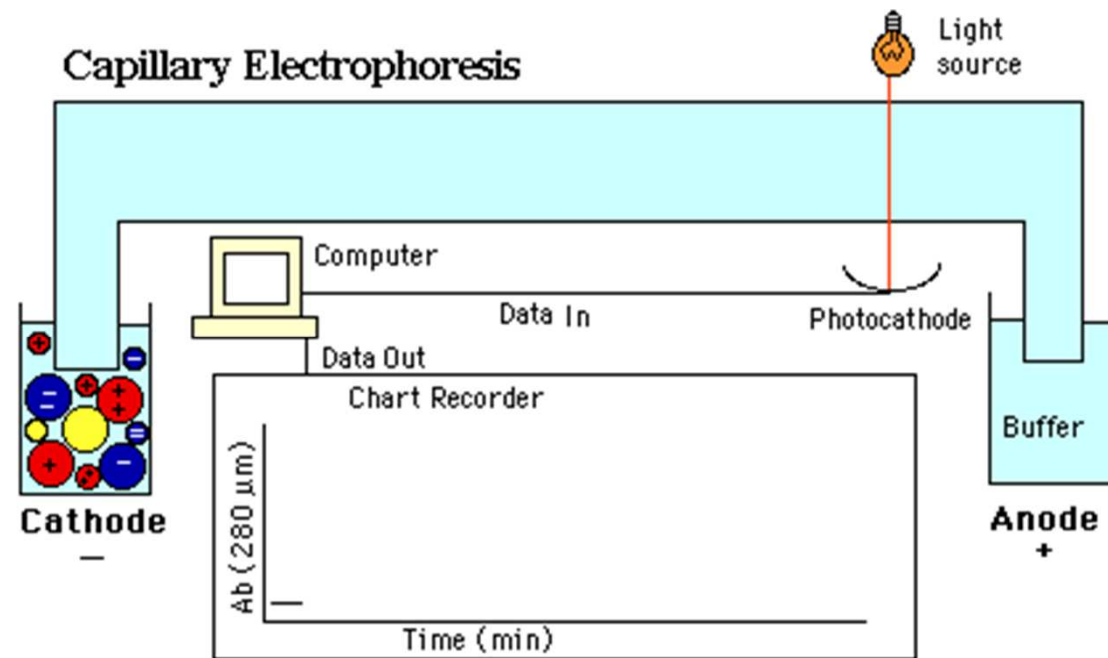 Capillary Electrophoresis
Light
source
Computer
Data In
Photocathode
Data Out
Chart Recorder
Buffer
Cathode
—
Anode
+
Ab (280 µm)
Time (min)